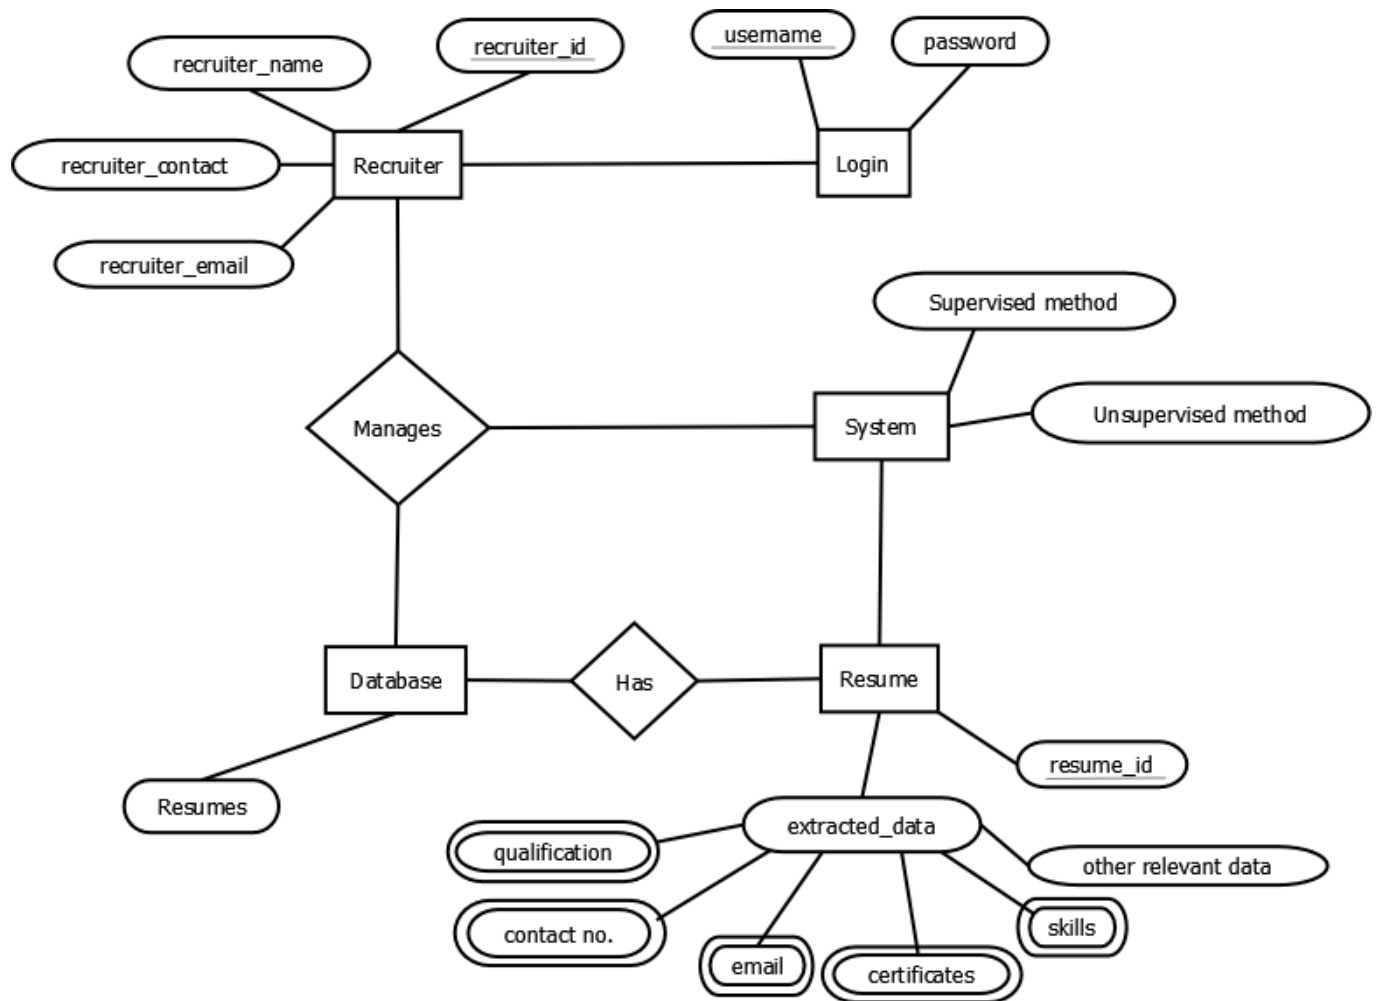 recruiter_name
recruiter_id
username
password
recruiter_contact
Recruiter
Login
recruiter_email
Supervised method
Manages
System
Unsupervised method
Database
Has
Resume
resume_id
Resumes
extracted_data
qualification
other relevant data
contact no.
skills
email
certificates